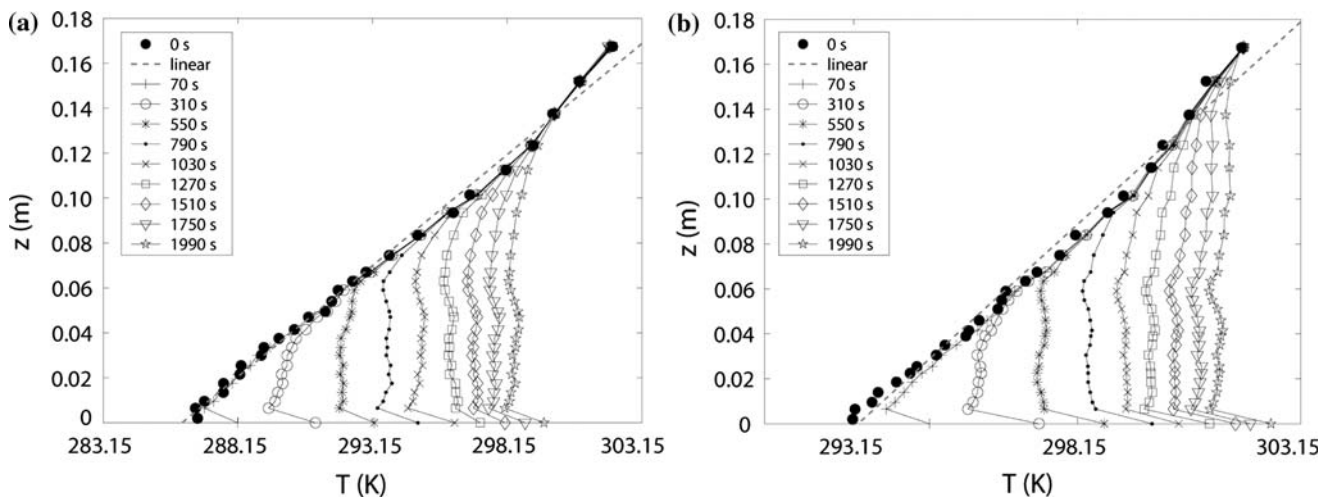 (a)
0.18
0.16
0.14
0.12
0.10
0.08
0.06
0.04
0.02
0
z (m)
0 s
linear
70 s
310 s
550 s
790 s
1030 s
1270 s
1510 s
1750 s
1990 s
283.15 288.15 293.15 298.15 303.15
T (K)
(b)
0.18
0.16
0.14
0.12
0.10
0.08
0.06
0.04
0.02
0
z (m)
0 s
linear
70 s
310 s
550 s
790 s
1030 s
1270 s
1510 s
1750 s
1990 s
293.15 298.15 303.15
T (K)